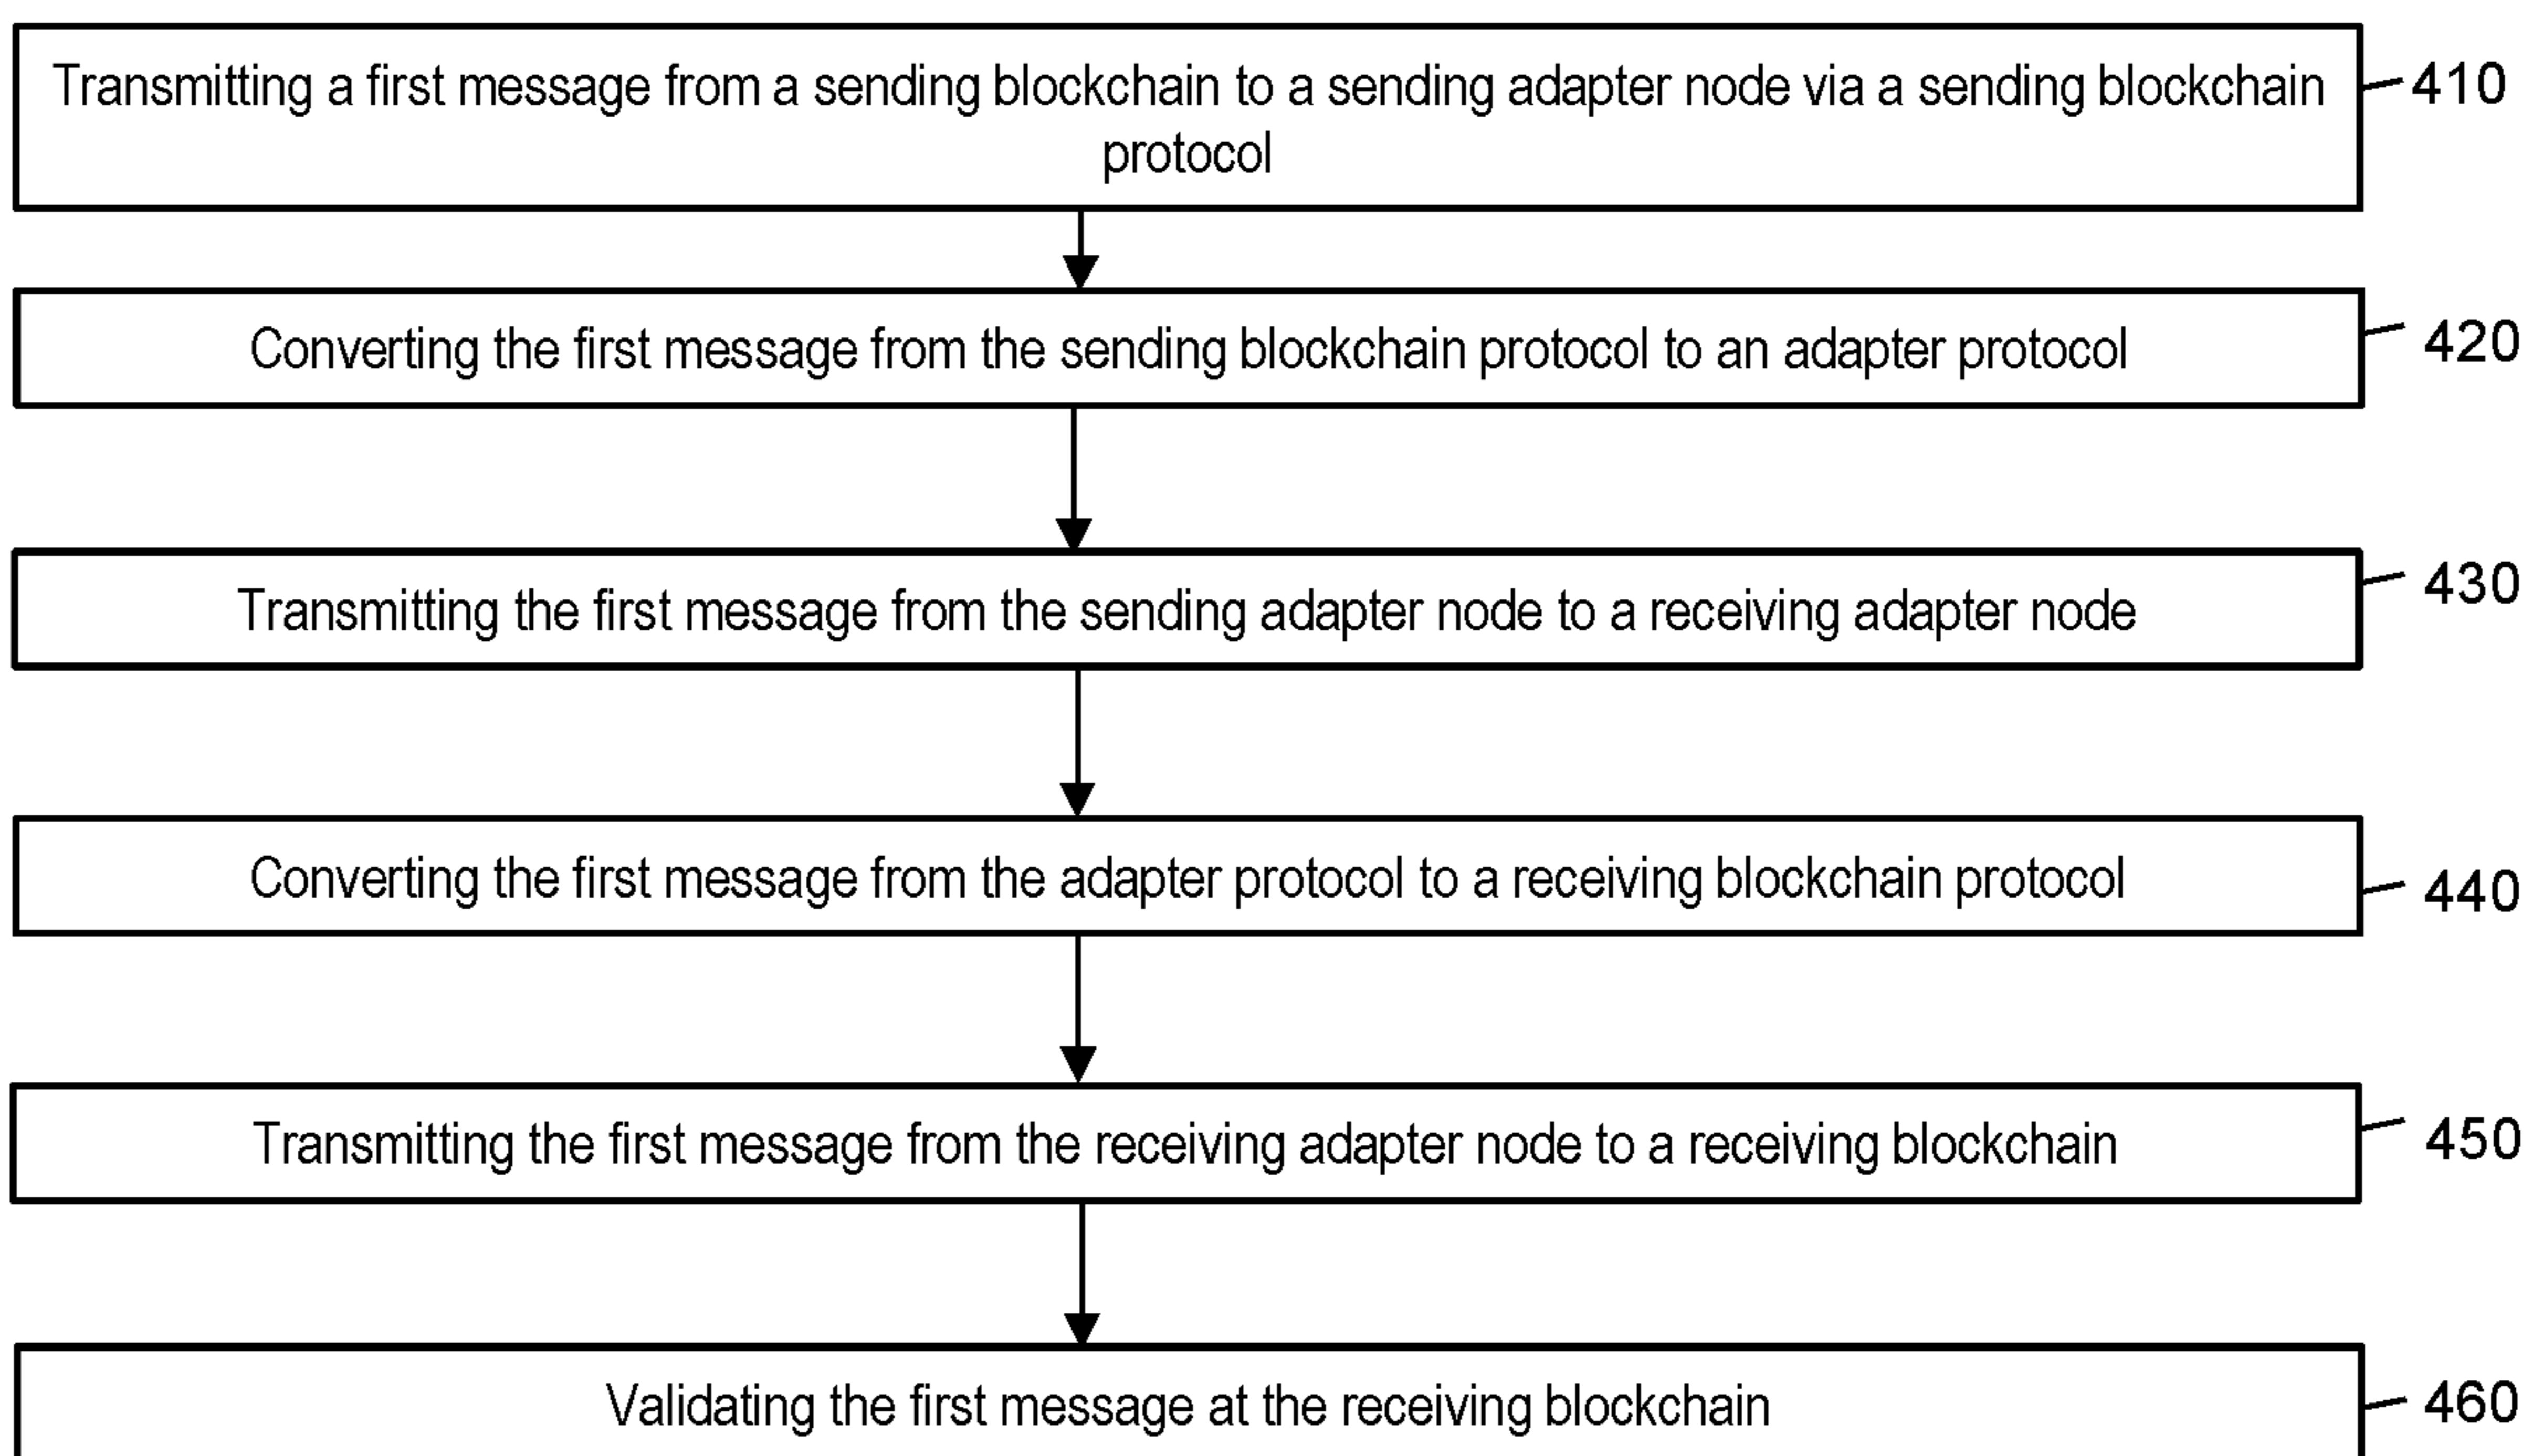 Transmitting a first message from a sending blockchain to a sending adapter node via a sending blockchain
protocol
410
Converting the first message from the sending blockchain protocol to an adapter protocol
420
Transmitting the first message from the sending adapter node to a receiving adapter node
430
Converting the first message from the adapter protocol to a receiving blockchain protocol
440
Transmitting the first message from the receiving adapter node to a receiving blockchain
450
Validating the first message at the receiving blockchain
460